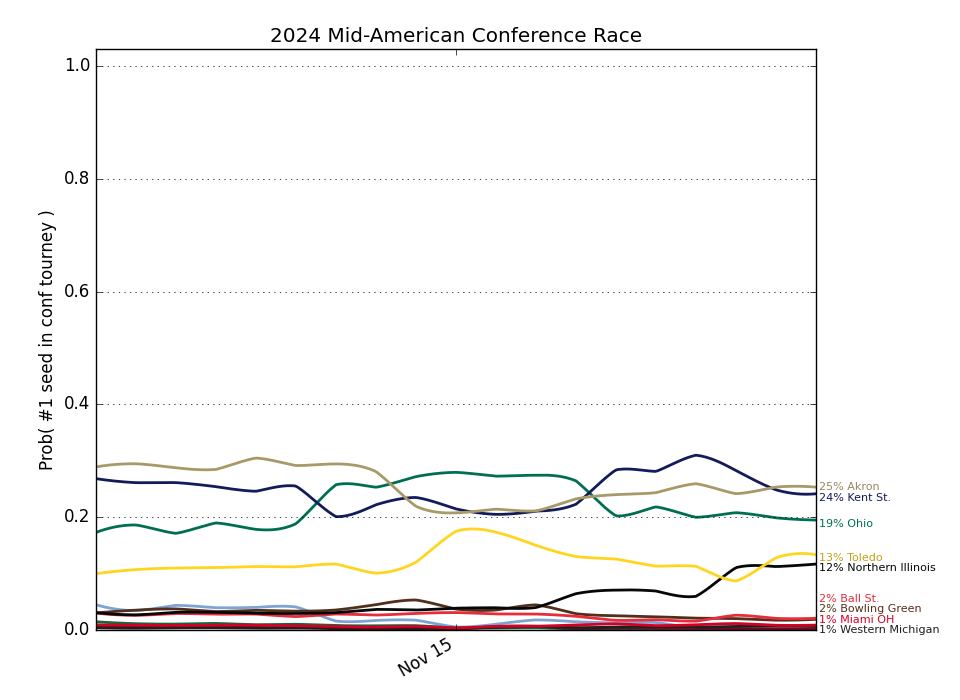 2024 Mid-American Conference Race
Prob( #1 seed in conf tourney )
1.0
0.8
0.6
0.4
0.2
0.0
Nov 15
25% Akron
24% Kent St.
19% Ohio
13% Toledo
12% Northern Illinois
2% Ball St.
2% Bowling Green
1% Miami OH
1% Western Michigan